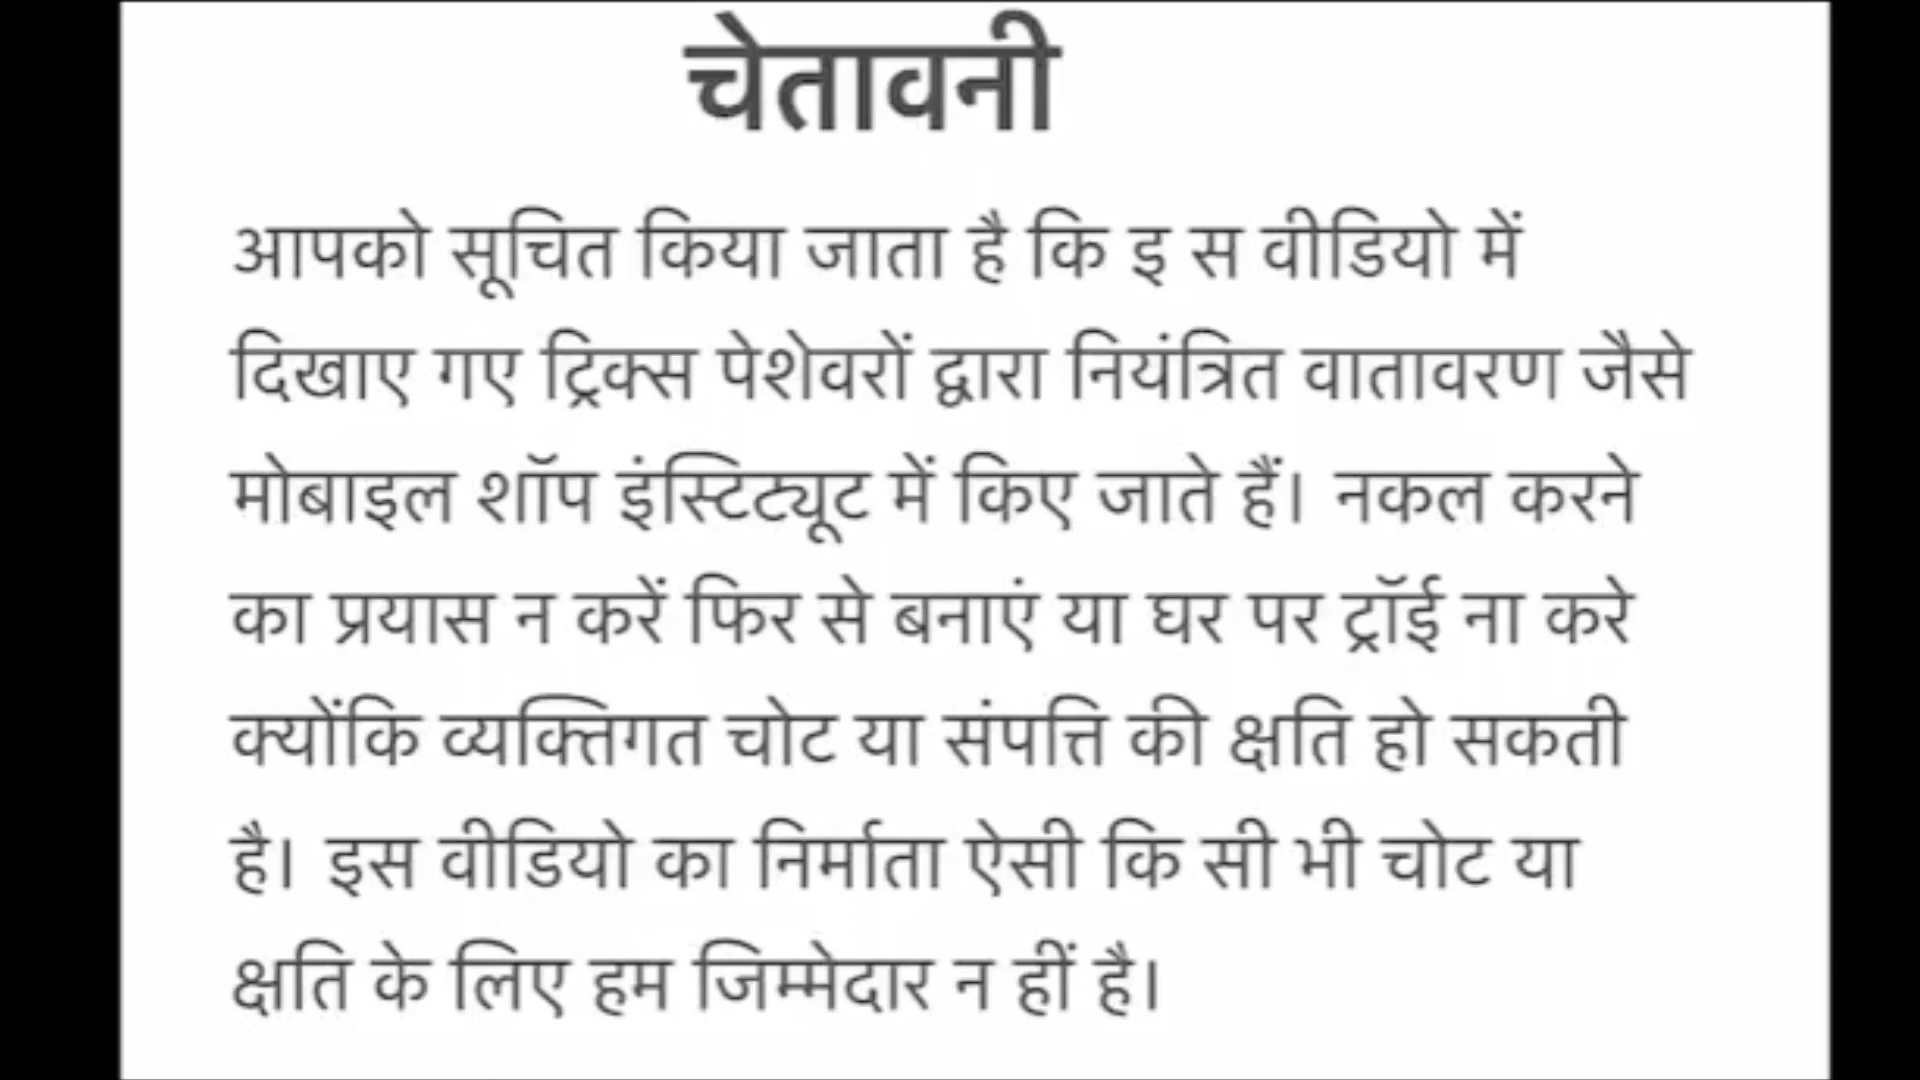 चेतावनी
आपको सूचित किया जाता है कि इ स वीडियो में
दिखाए गए ट्रिक्स पेशेवरों द्वारा नियंत्रित वातावरण जैसे
मोबाइल शॉप इंस्टिट्यूट में किए जाते हैं। नकल करने
का प्रयास न करें फिर से बनाएं या घर पर ट्रॉई ना करे
क्योंकि व्यक्तिगत चोट या संपत्ति की क्षति हो सकती
है। इस वीडियो का निर्माता ऐसी कि सी भी चोट या
क्षति के लिए हम जिम्मेदार न हीं है।